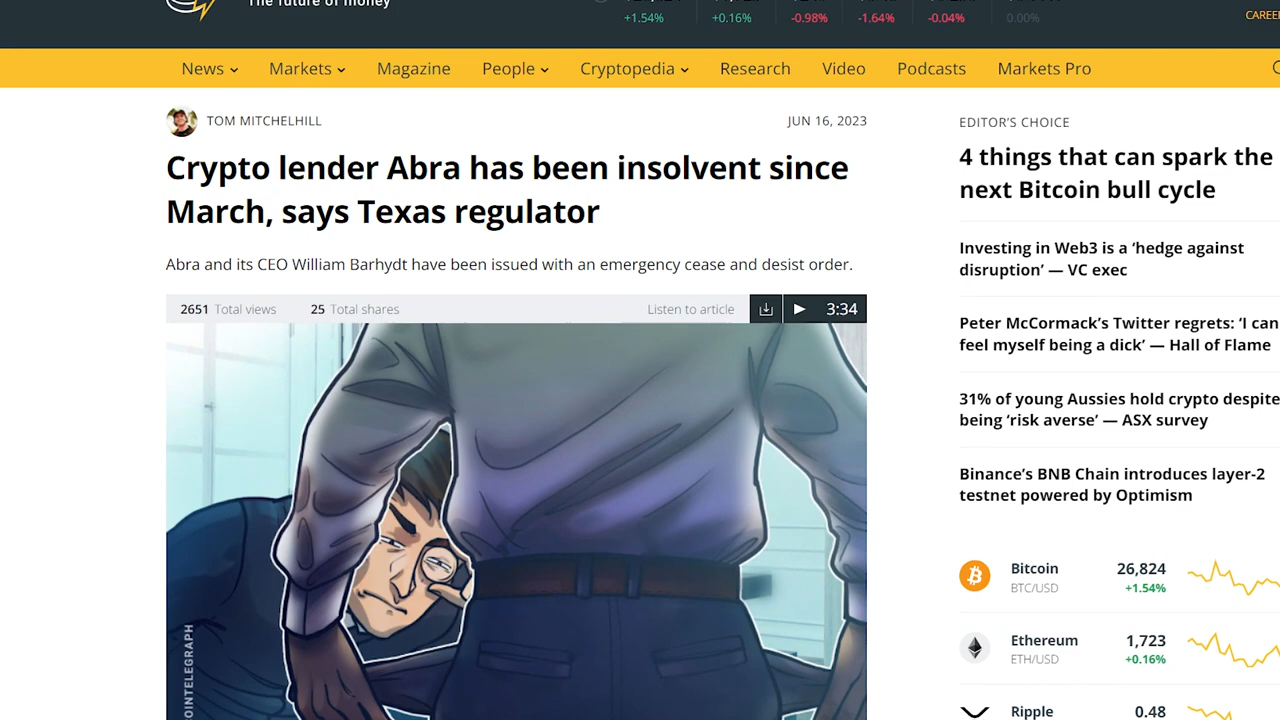 The future of money
+1.54%
+0.16%
-0.98%
-1.64%
-0.04%
0.00%
News
Markets
Magazine
People
Cryptopedia
Research
Video
Podcasts
Markets Pro
TOM MITCHELHILL
JUN 16, 2023
Crypto lender Abra has been insolvent since
March, says Texas regulator
Abra and its CEO William Barhydt have been issued with an emergency cease and desist order.
2651 Total views
25 Total shares
Listen to article
3:34
EDITOR'S CHOICE
4 things that can spark the
next Bitcoin bull cycle
Investing in Web3 is a ‘hedge against
disruption’ — VC exec
Peter McCormack’s Twitter regrets: ‘I can
feel myself being a dick’ — Hall of Flame
31% of young Aussies hold crypto despite
being ‘risk averse’ — ASX survey
Binance’s BNB Chain introduces layer-2
testnet powered by Optimism
Bitcoin
26,824
BTC/USD
+1.54%
Ethereum
1,723
ETH/USD
+0.16%
Ripple
0.48
OINTELEGRAPH